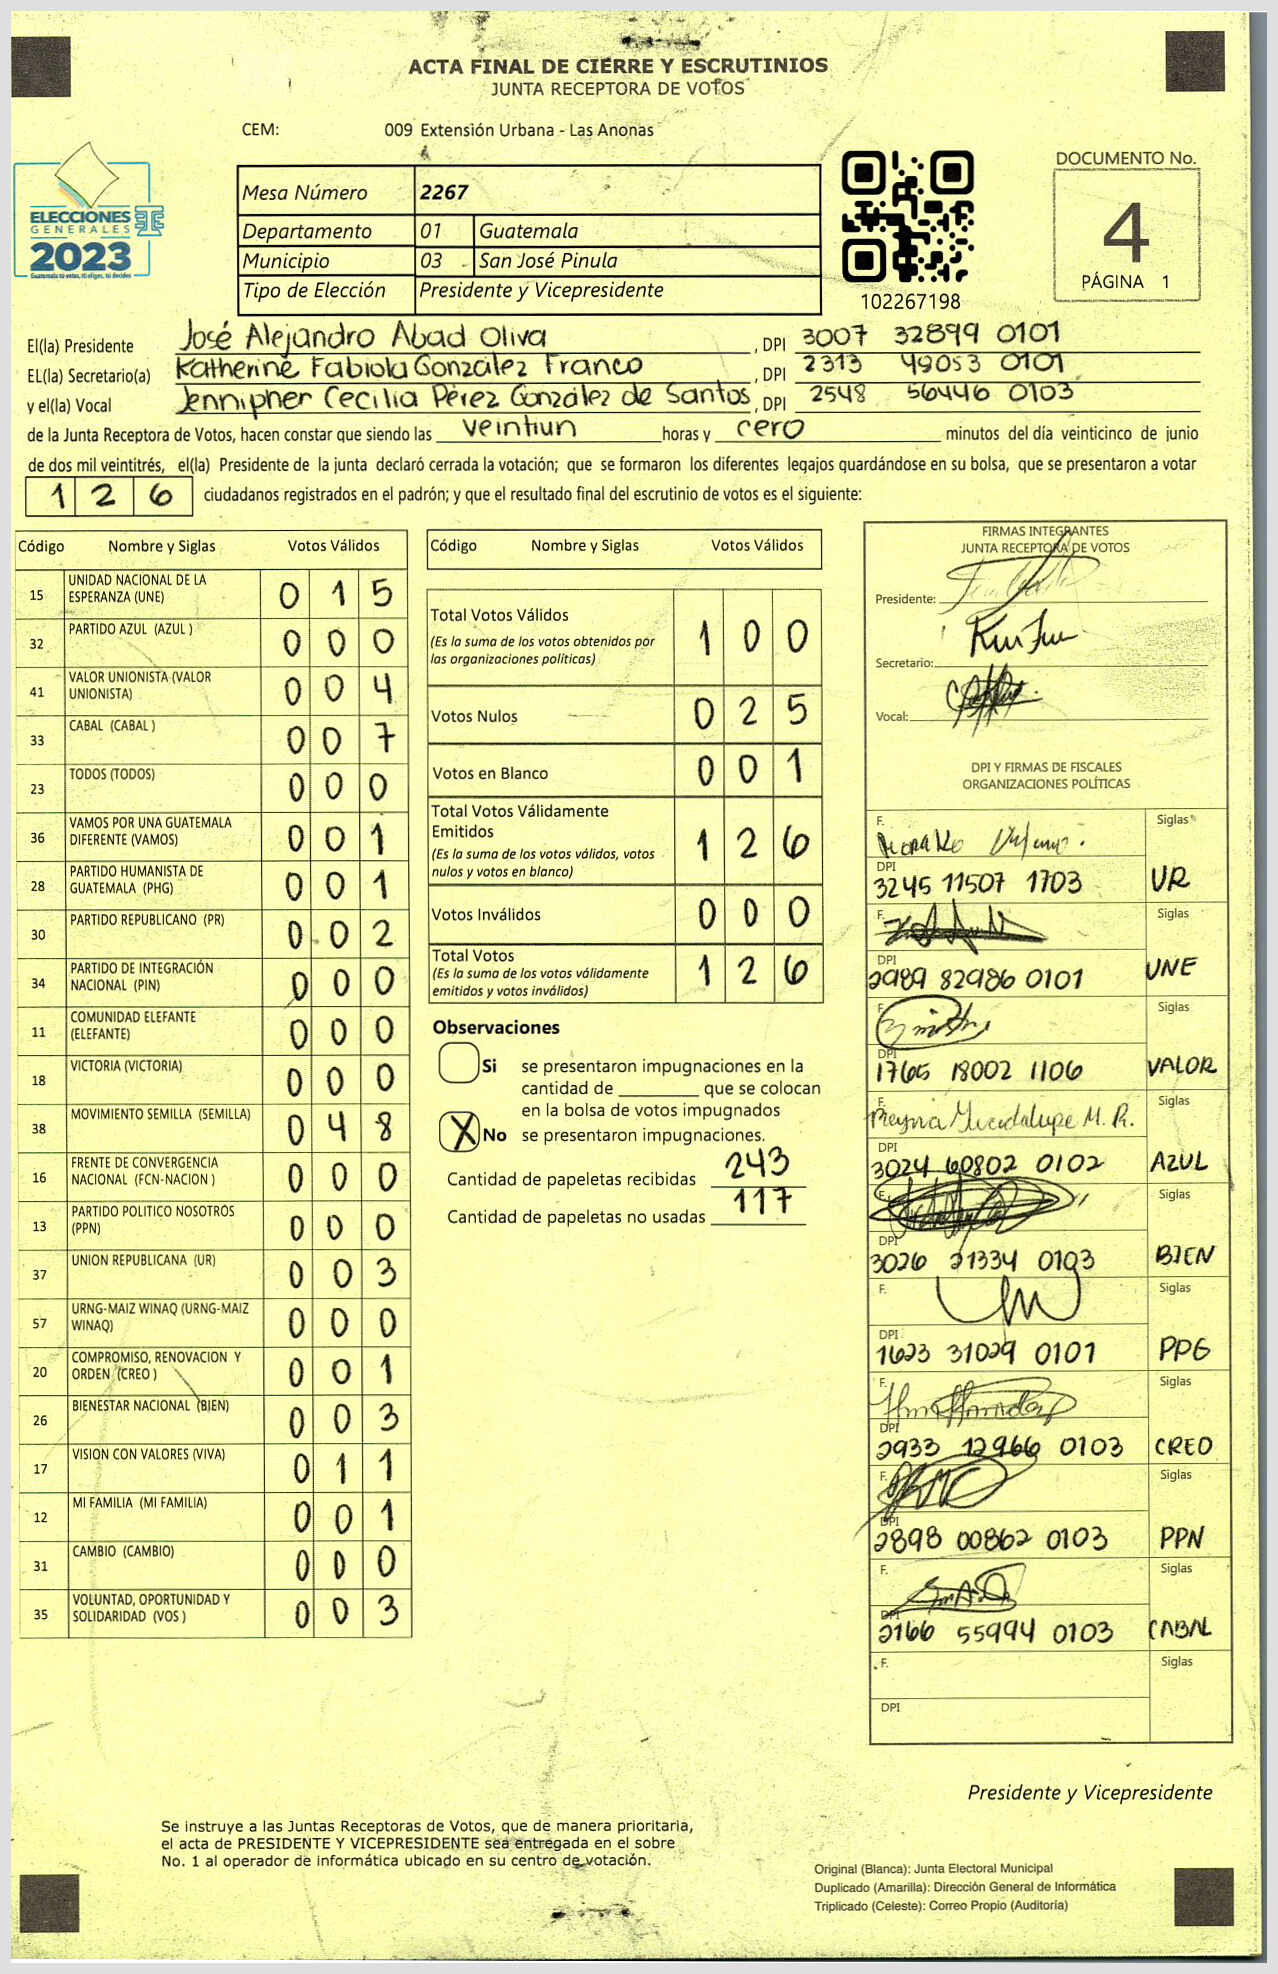 ACTA FINAL DE CIERRE Y ESCRUTINIOS
JUNTA RECEPTORA DE VOTOS
CEM: 009 Extensión Urbana - Las Anonas
ELECCIONES
GENERALES
2023
Guatemala tú votas, tú eliges, tú decides
Mesa Número 2267
Departamento 01 Guatemala
Municipio 03 San José Pinula
Tipo de Elección Presidente y Vicepresidente
102267198
DOCUMENTO No.
4
PÁGINA 1
El(la) Presidente José Alejandro Abad Oliva, DPI 3007 32899 0101
EL(la) Secretario(a) Katherine Fabiola González Franco, DPI 2313 49053 0101
y el(la) Vocal Jennipher Cecilia Pérez González de Santos, DPI 2548 56446 0103
de la Junta Receptora de Votos, hacen constar que siendo las veintiun horas y cero minutos del día veinticinco de junio
de dos mil veintitrés, el(la) Presidente de la junta declaró cerrada la votación; que se formaron los diferentes legajos guardándose en su bolsa, que se presentaron a votar
1 2 6 ciudadanos registrados en el padrón; y que el resultado final del escrutinio de votos es el siguiente:
Código Nombre y Siglas Votos Válidos
15 UNIDAD NACIONAL DE LA
ESPERANZA (UNE) 0 1 5
32 PARTIDO AZUL (AZUL ) 0 0 0
41 VALOR UNIONISTA (VALOR
UNIONISTA) 0 0 4
33 CABAL (CABAL ) 0 0 7
23 TODOS (TODOS) 0 0 0
36 VAMOS POR UNA GUATEMALA
DIFERENTE (VAMOS) 0 0 1
28 PARTIDO HUMANISTA DE
GUATEMALA (PHG) 0 0 1
30 PARTIDO REPUBLICANO (PR) 0 0 2
34 PARTIDO DE INTEGRACIÓN
NACIONAL (PIN) 0 0 0
11 COMUNIDAD ELEFANTE
(ELEFANTE) 0 0 0
18 VICTORIA (VICTORIA) 0 0 0
38 MOVIMIENTO SEMILLA (SEMILLA) 0 4 8
16 FRENTE DE CONVERGENCIA
NACIONAL (FCN-NACION ) 0 0 0
13 PARTIDO POLITICO NOSOTROS
(PPN) 0 0 0
37 UNION REPUBLICANA (UR) 0 0 3
57 URNG-MAIZ WINAQ (URNG-MAIZ
WINAQ) 0 0 0
20 COMPROMISO, RENOVACION Y
ORDEN (CREO ) 0 0 1
26 BIENESTAR NACIONAL (BIEN) 0 0 3
17 VISION CON VALORES (VIVA) 0 1 1
12 MI FAMILIA (MI FAMILIA) 0 0 1
31 CAMBIO (CAMBIO) 0 0 0
35 VOLUNTAD, OPORTUNIDAD Y
SOLIDARIDAD (VOS ) 0 0 3
Código Nombre y Siglas Votos Válidos
Total Votos Válidos 1 0 0
(Es la suma de los votos obtenidos por
las organizaciones políticas)
Votos Nulos 0 2 5
Votos en Blanco 0 0 1
Total Votos Válidamente
Emitidos 1 2 6
(Es la suma de los votos válidos, votos
nulos y votos en blanco)
Votos Inválidos 0 0 0
Total Votos 1 2 6
(Es la suma de los votos válidamente
emitidos y votos inválidos)
Observaciones
Si se presentaron impugnaciones en la
cantidad de ________ que se colocan
en la bolsa de votos impugnados
X No se presentaron impugnaciones.
Cantidad de papeletas recibidas 243
Cantidad de papeletas no usadas 117
FIRMAS INTEGRANTES
JUNTA RECEPTORA DE VOTOS
Presidente:
Secretario:
Vocal:
DPI Y FIRMAS DE FISCALES
ORGANIZACIONES POLÍTICAS
F. Siglas
DPI
3245 11507 1703 UR
F. Siglas
DPI
2989 82986 0101 UNE
F. Siglas
DPI
1765 18002 1106 VALOR
F. Reyna Guadalupe M. R. Siglas
DPI
3024 60802 0102 AZUL
F. Siglas
DPI
3026 21334 0103 BIEN
F. Siglas
DPI
1623 31029 0101 PPG
F. Siglas
DPI
2933 12966 0103 CREO
F. Siglas
DPI
2898 00862 0103 PPN
F. Siglas
DPI
2166 55994 0103 CABAL
F. Siglas
DPI
Presidente y Vicepresidente
Se instruye a las Juntas Receptoras de Votos, que de manera prioritaria,
el acta de PRESIDENTE Y VICEPRESIDENTE sea entregada en el sobre
No. 1 al operador de informática ubicado en su centro de votación.
Original (Blanca): Junta Electoral Municipal
Duplicado (Amarilla): Dirección General de Informática
Triplicado (Celeste): Correo Propio (Auditoría)